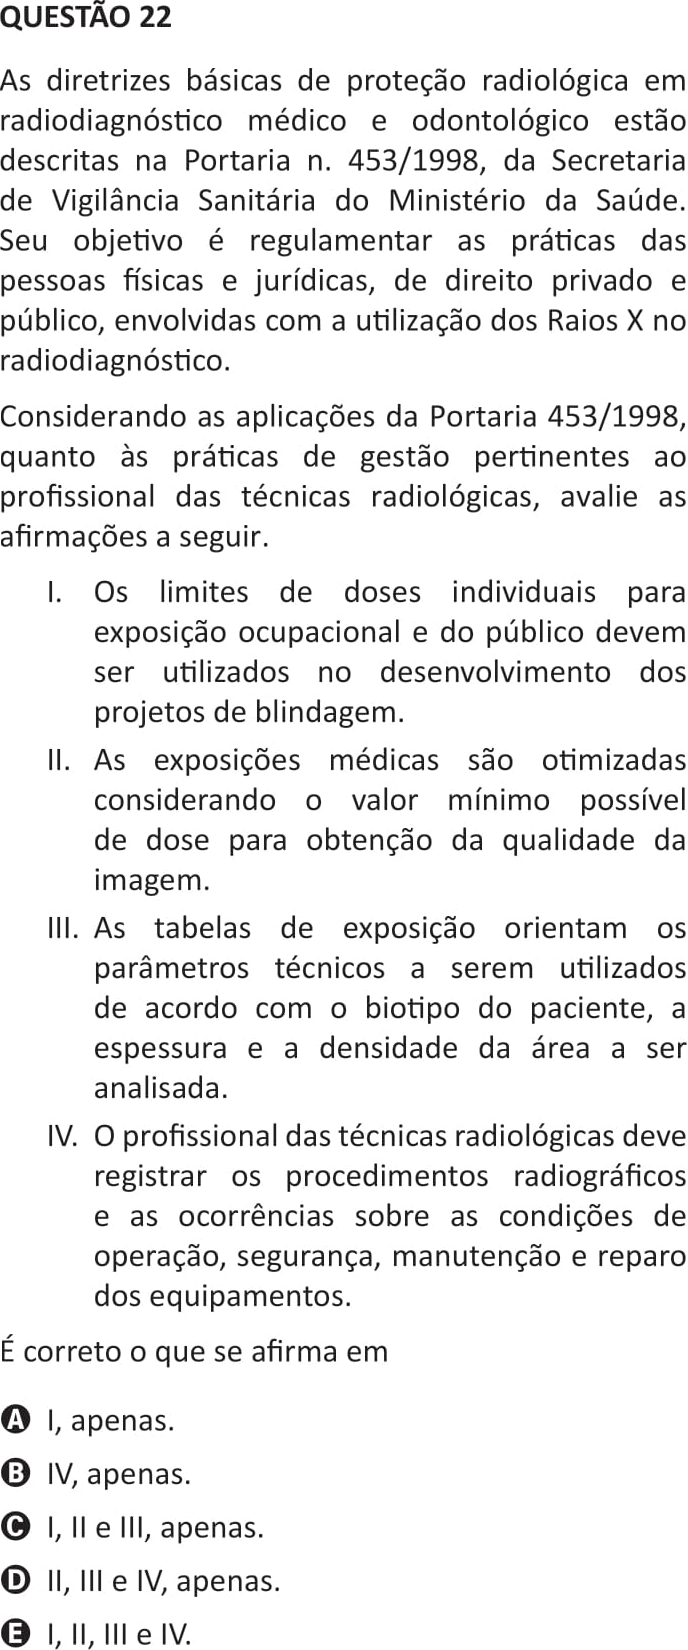 QUESTÃO 22
As diretrizes básicas de proteção radiológica em
radiodiagnóstico médico e odontológico estão
descritas na Portaria n. 453/1998, da Secretaria
de Vigilância Sanitária do Ministério da Saúde.
Seu objetivo é regulamentar as práticas das
pessoas físicas e jurídicas, de direito privado e
público, envolvidas com a utilização dos Raios X no
radiodiagnóstico.
Considerando as aplicações da Portaria 453/1998,
quanto às práticas de gestão pertinentes ao
profissional das técnicas radiológicas, avalie as
afirmações a seguir.
I. Os limites de doses individuais para
exposição ocupacional e do público devem
ser utilizados no desenvolvimento dos
projetos de blindagem.
II. As exposições médicas são otimizadas
considerando o valor mínimo possível
de dose para obtenção da qualidade da
imagem.
III. As tabelas de exposição orientam os
parâmetros técnicos a serem utilizados
de acordo com o biotipo do paciente, a
espessura e a densidade da área a ser
analisada.
IV. O profissional das técnicas radiológicas deve
registrar os procedimentos radiográficos
e as ocorrências sobre as condições de
operação, segurança, manutenção e reparo
dos equipamentos.
É correto o que se afirma em
A I, apenas.
B IV, apenas.
C I, II e III, apenas.
D II, III e IV, apenas.
E I, II, III e IV.